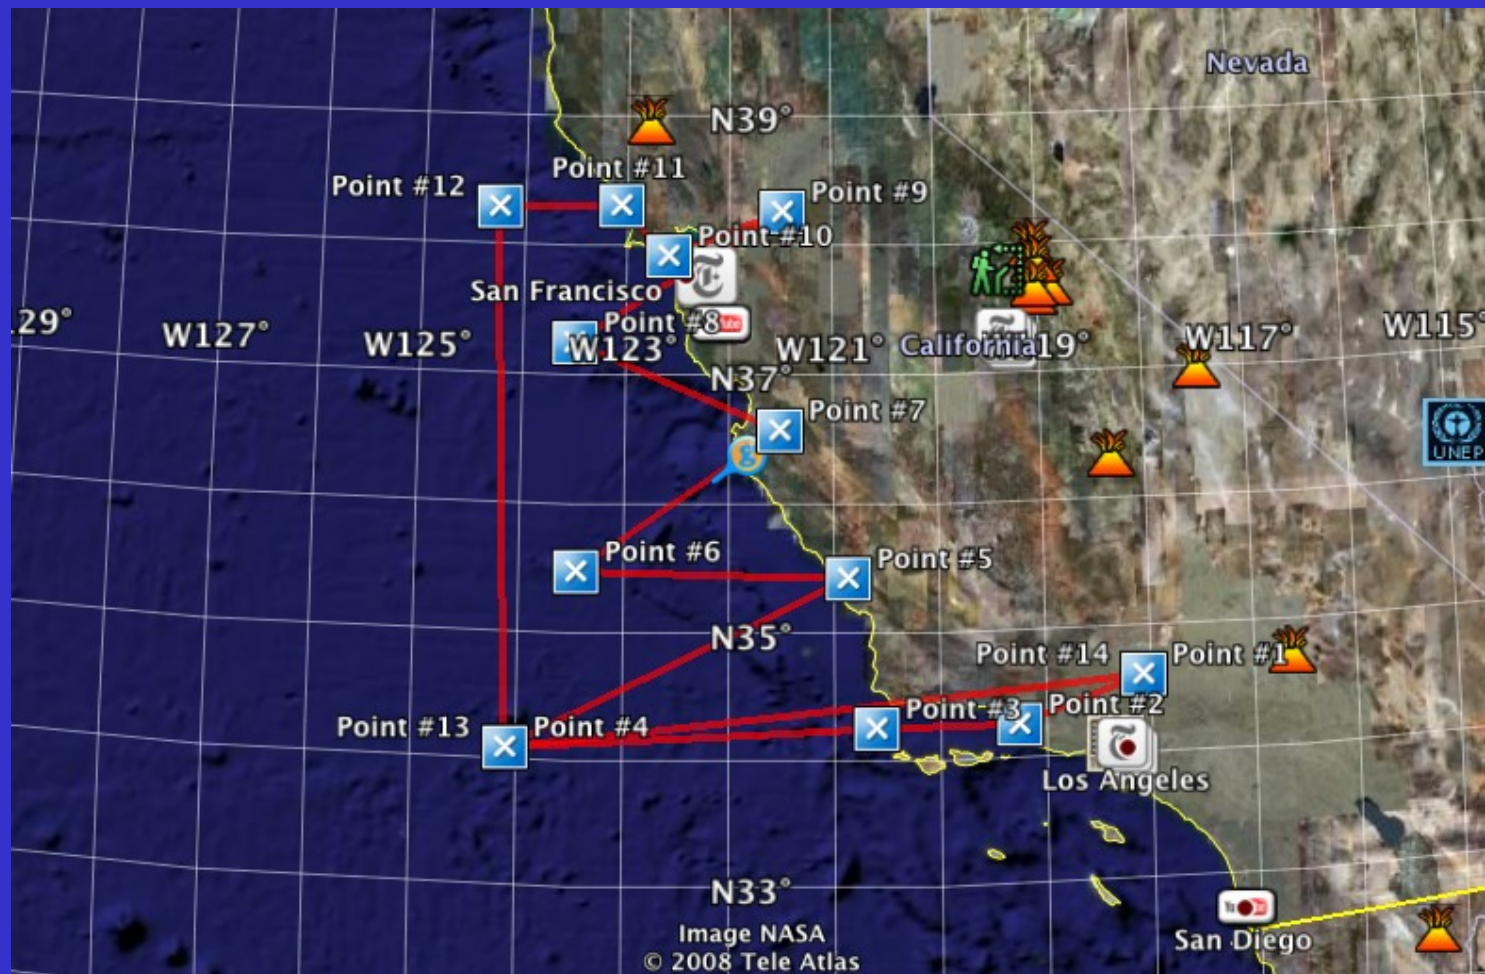 Nevada
N39°
Point #11
Point #12
Point #9
Point #10
San Francisco
Point #8
.29°
W127°
W125°
W123°
W121°
California
19°
W117°
W115°
N37°
Point #7
UNEP
Point #6
Point #5
N35°
Point #14
Point #1
Point #13
Point #4
Point #3
Point #2
Los Angeles
N33°
San Diego
Image NASA
© 2008 Tele Atlas